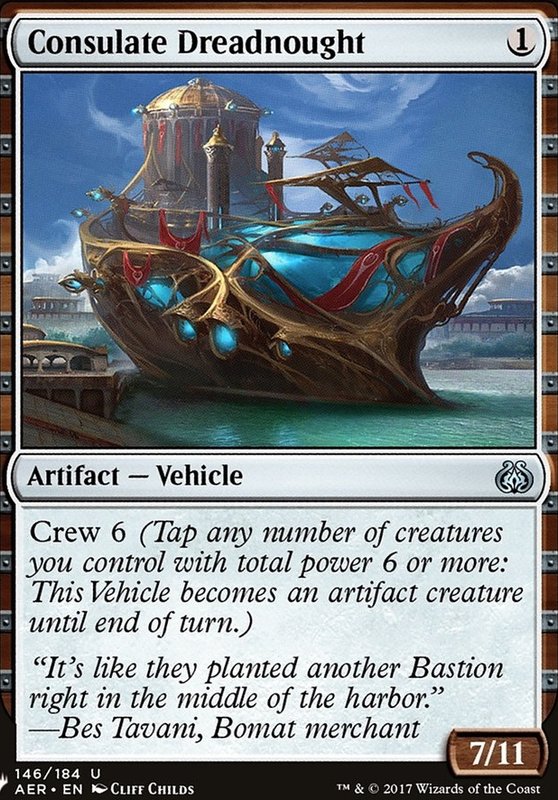 Consulate Dreadnought 1
Artifact — Vehicle
Crew 6 (Tap any number of creatures
you control with total power 6 or more:
This Vehicle becomes an artifact creature
until end of turn.)
“It’s like they planted another Bastion
right in the middle of the harbor.”
—Bes Tavani, Bomat merchant
7/11
146/184 U
AER • EN Cliff Childs
™ & © 2017 Wizards of the Coast